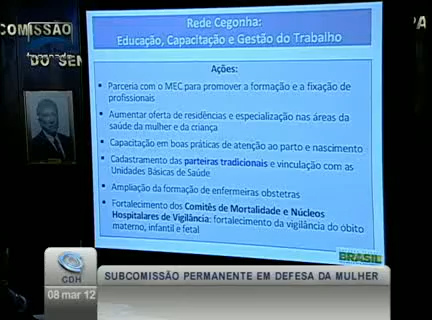 COMISSÃO
DO SEN
PA
Rede Cegonha:
Educação, Capacitação e Gestão do Trabalho
Ações:
• Parceria com o MEC para promover a formação e a fixação de
profissionais
• Aumentar oferta de residências e especialização nas áreas da
saúde da mulher e da criança
• Capacitação em boas práticas de atenção ao parto e nascimento
• Cadastramento das parteiras tradicionais e vinculação com as
Unidades Básicas de Saúde
• Ampliação da formação de enfermeiras obstetras
• Fortalecimento dos Comitês de Mortalidade e Núcleos
Hospitalares de Vigilância: fortalecimento da vigilância do óbito
materno, infantil e fetal
BRASIL
CDH
08 mar 12
SUBCOMISSÃO PERMANENTE EM DEFESA DA MULHER